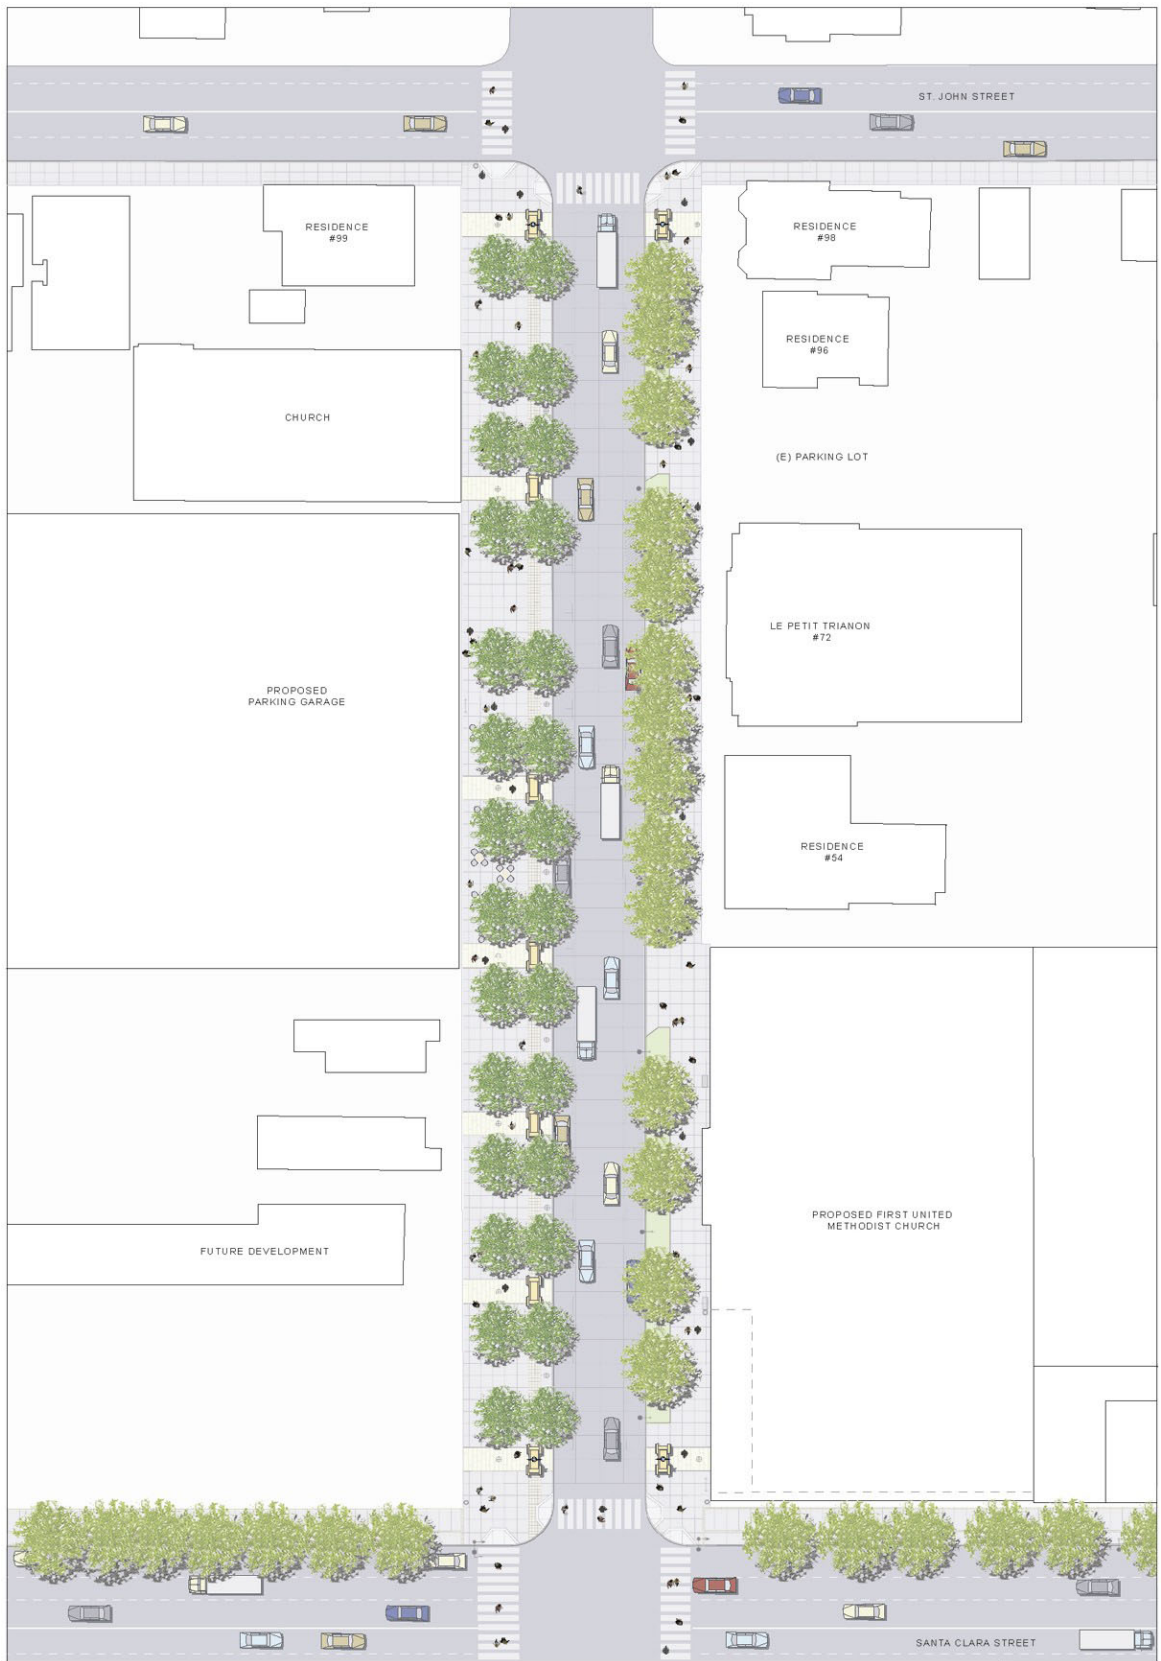 ST. JOHN STREET
RESIDENCE
#99
RESIDENCE
#98
RESIDENCE
#96
CHURCH
(E) PARKING LOT
LE PETIT TRIANON
#72
PROPOSED
PARKING GARAGE
RESIDENCE
#54
PROPOSED FIRST UNITED
METHODIST CHURCH
FUTURE DEVELOPMENT
SANTA CLARA STREET